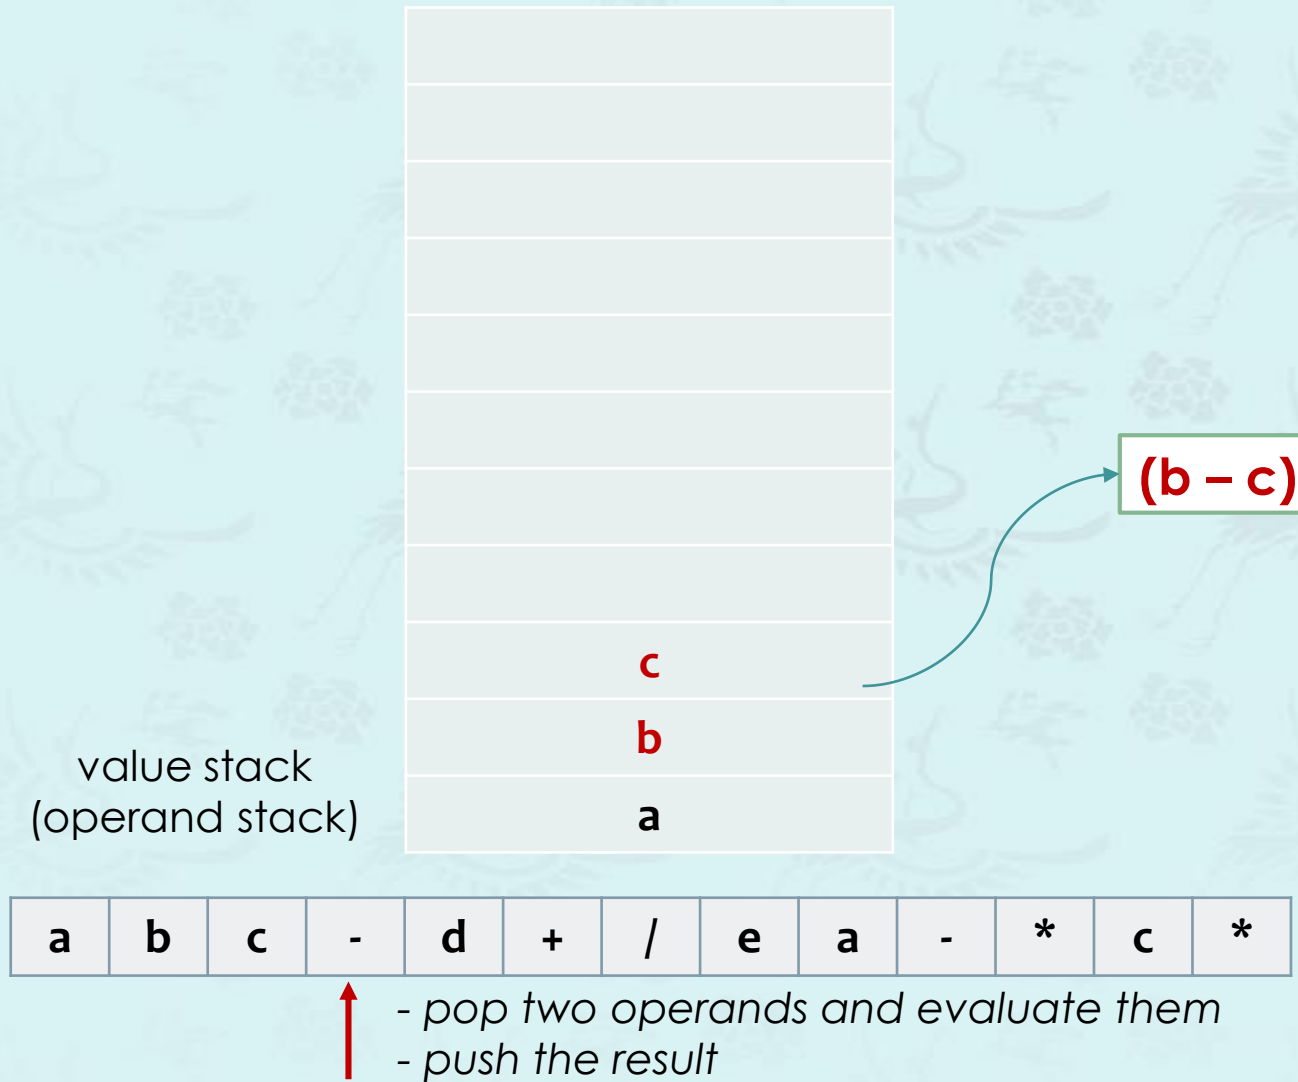 (b – c)
c
b
a
value stack
(operand stack)
a b c - d + / e a - * c *
- pop two operands and evaluate them
- push the result